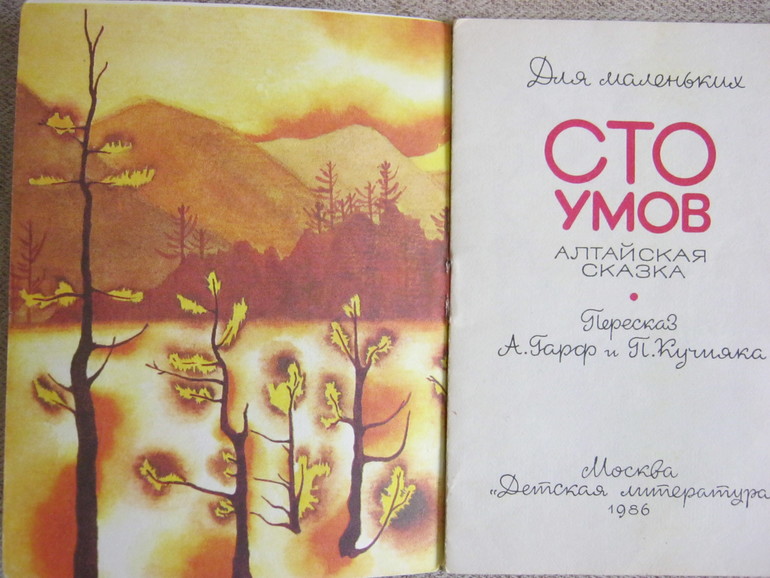 Для маленьких
СТО
УМОВ
АЛТАЙСКАЯ
СКАЗКА
Пересказ
А. Гарф и П. Кучияка
Москва
„Детская литература
1986